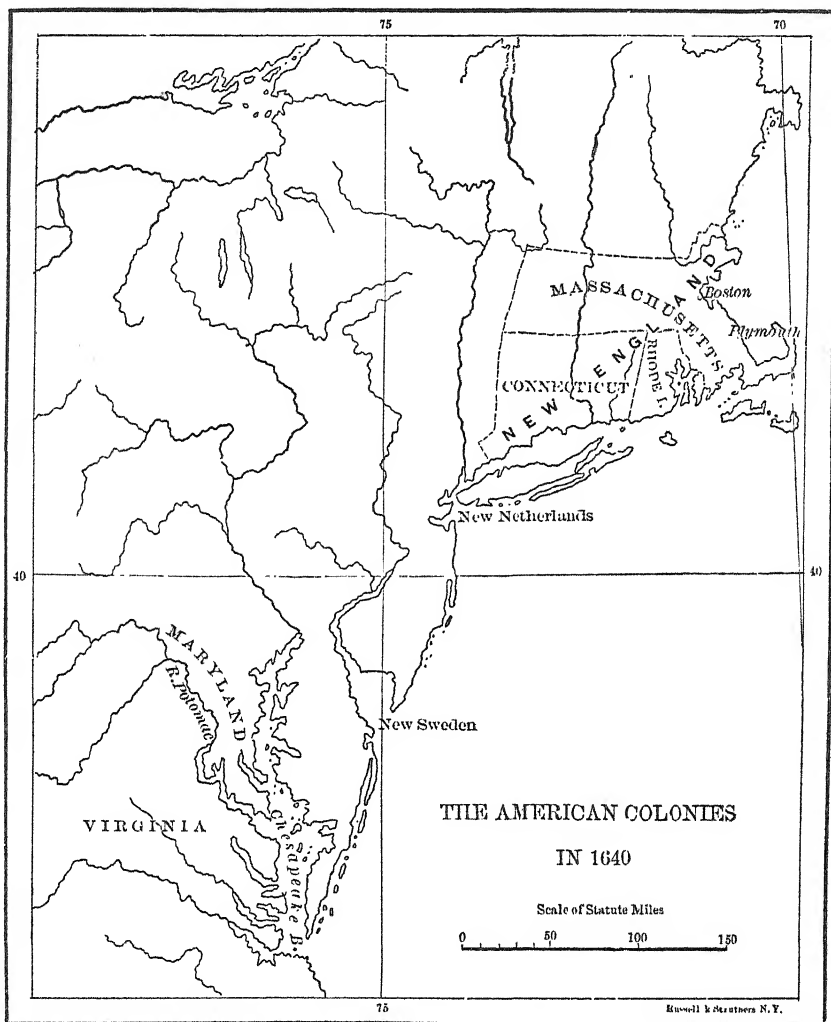 75
70
MASSACHUSETTS
Boston
Plymouth
NEW ENGLAND
RHODE I.
CONNECTICUT
New Netherlands
40
40
MARYLAND
R. Potomac
New Sweden
VIRGINIA
Chesapeake B.
THE AMERICAN COLONIES
IN 1640
Scale of Statute Miles
0 50 100 150
75
Russell & Struthers N.Y.